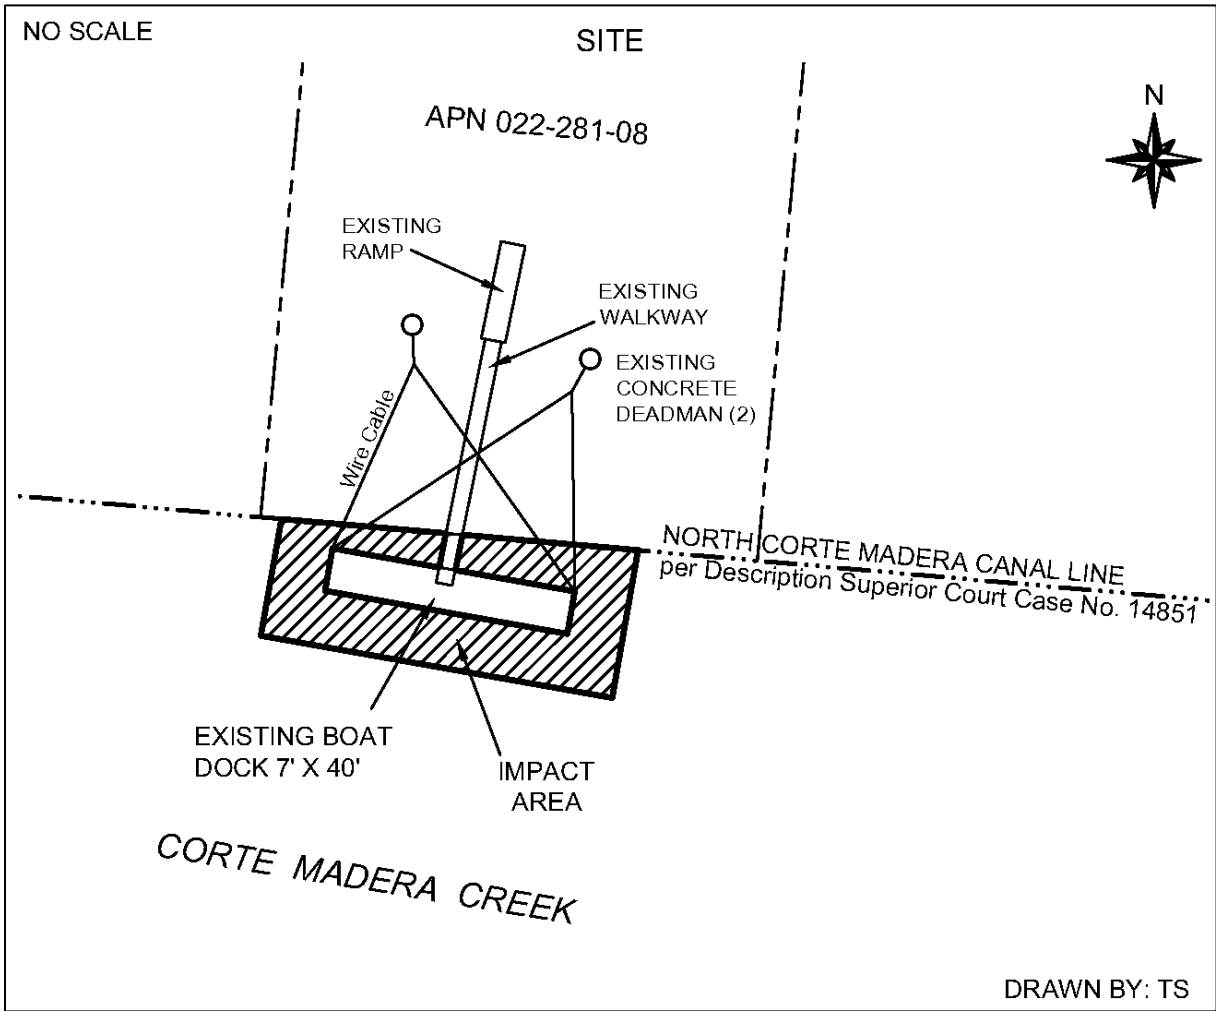 NO SCALE
SITE
N
APN 022-281-08
EXISTING
RAMP
EXISTING
WALKWAY
EXISTING
CONCRETE
DEADMAN (2)
Wire Cable
NORTH CORTE MADERA CANAL LINE
per Description Superior Court Case No. 14851
EXISTING BOAT
DOCK 7' X 40'
IMPACT
AREA
CORTE MADERA CREEK
DRAWN BY: TS